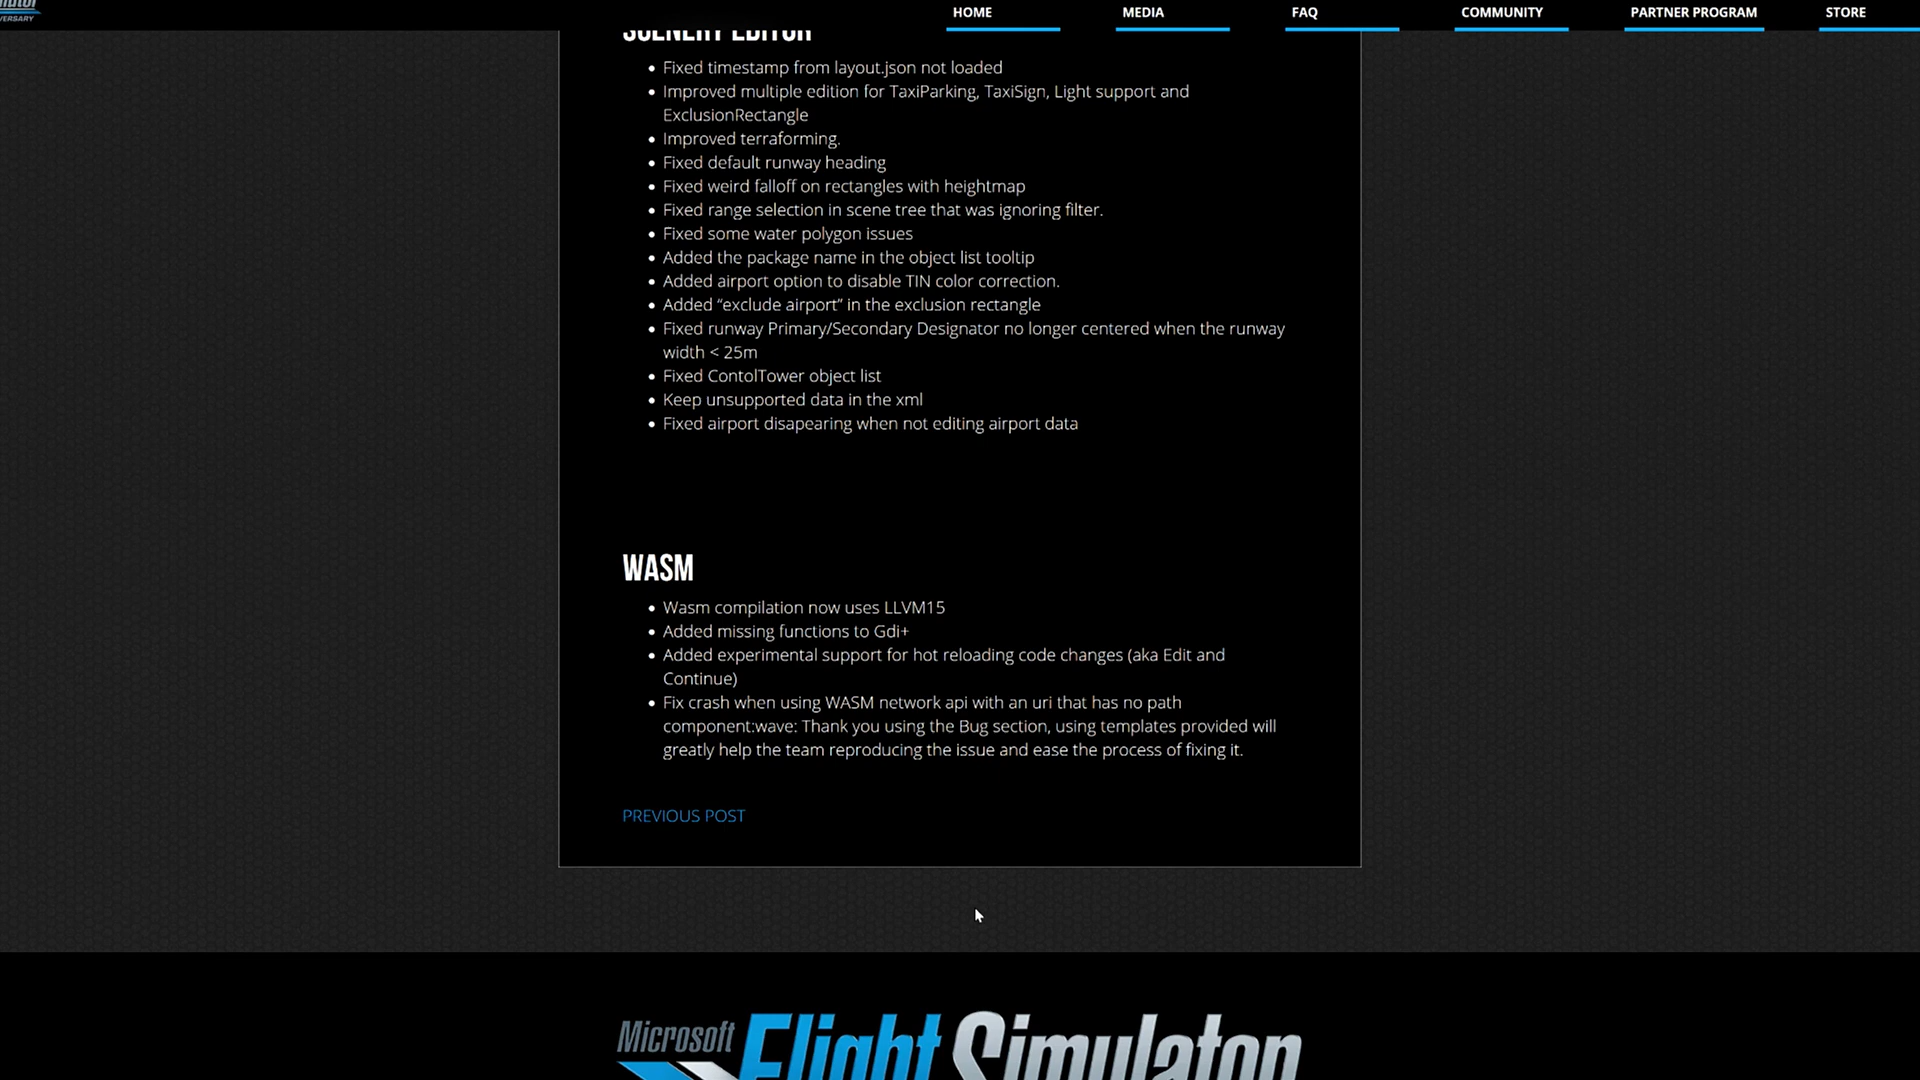 VERSARY
HOME
MEDIA
FAQ
COMMUNITY
PARTNER PROGRAM
STORE
SCENERY EDITOR
Fixed timestamp from layout.json not loaded
Improved multiple edition for TaxiParking, TaxiSign, Light support and
ExclusionRectangle
Improved terraforming.
Fixed default runway heading
Fixed weird falloff on rectangles with heightmap
Fixed range selection in scene tree that was ignoring filter.
Fixed some water polygon issues
Added the package name in the object list tooltip
Added airport option to disable TIN color correction.
Added “exclude airport” in the exclusion rectangle
Fixed runway Primary/Secondary Designator no longer centered when the runway
width < 25m
Fixed ContolTower object list
Keep unsupported data in the xml
Fixed airport disapearing when not editing airport data
WASM
Wasm compilation now uses LLVM15
Added missing functions to Gdi+
Added experimental support for hot reloading code changes (aka Edit and
Continue)
Fix crash when using WASM network api with an uri that has no path
component:wave: Thank you using the Bug section, using templates provided will
greatly help the team reproducing the issue and ease the process of fixing it.
PREVIOUS POST
Microsoft Flight Simulator